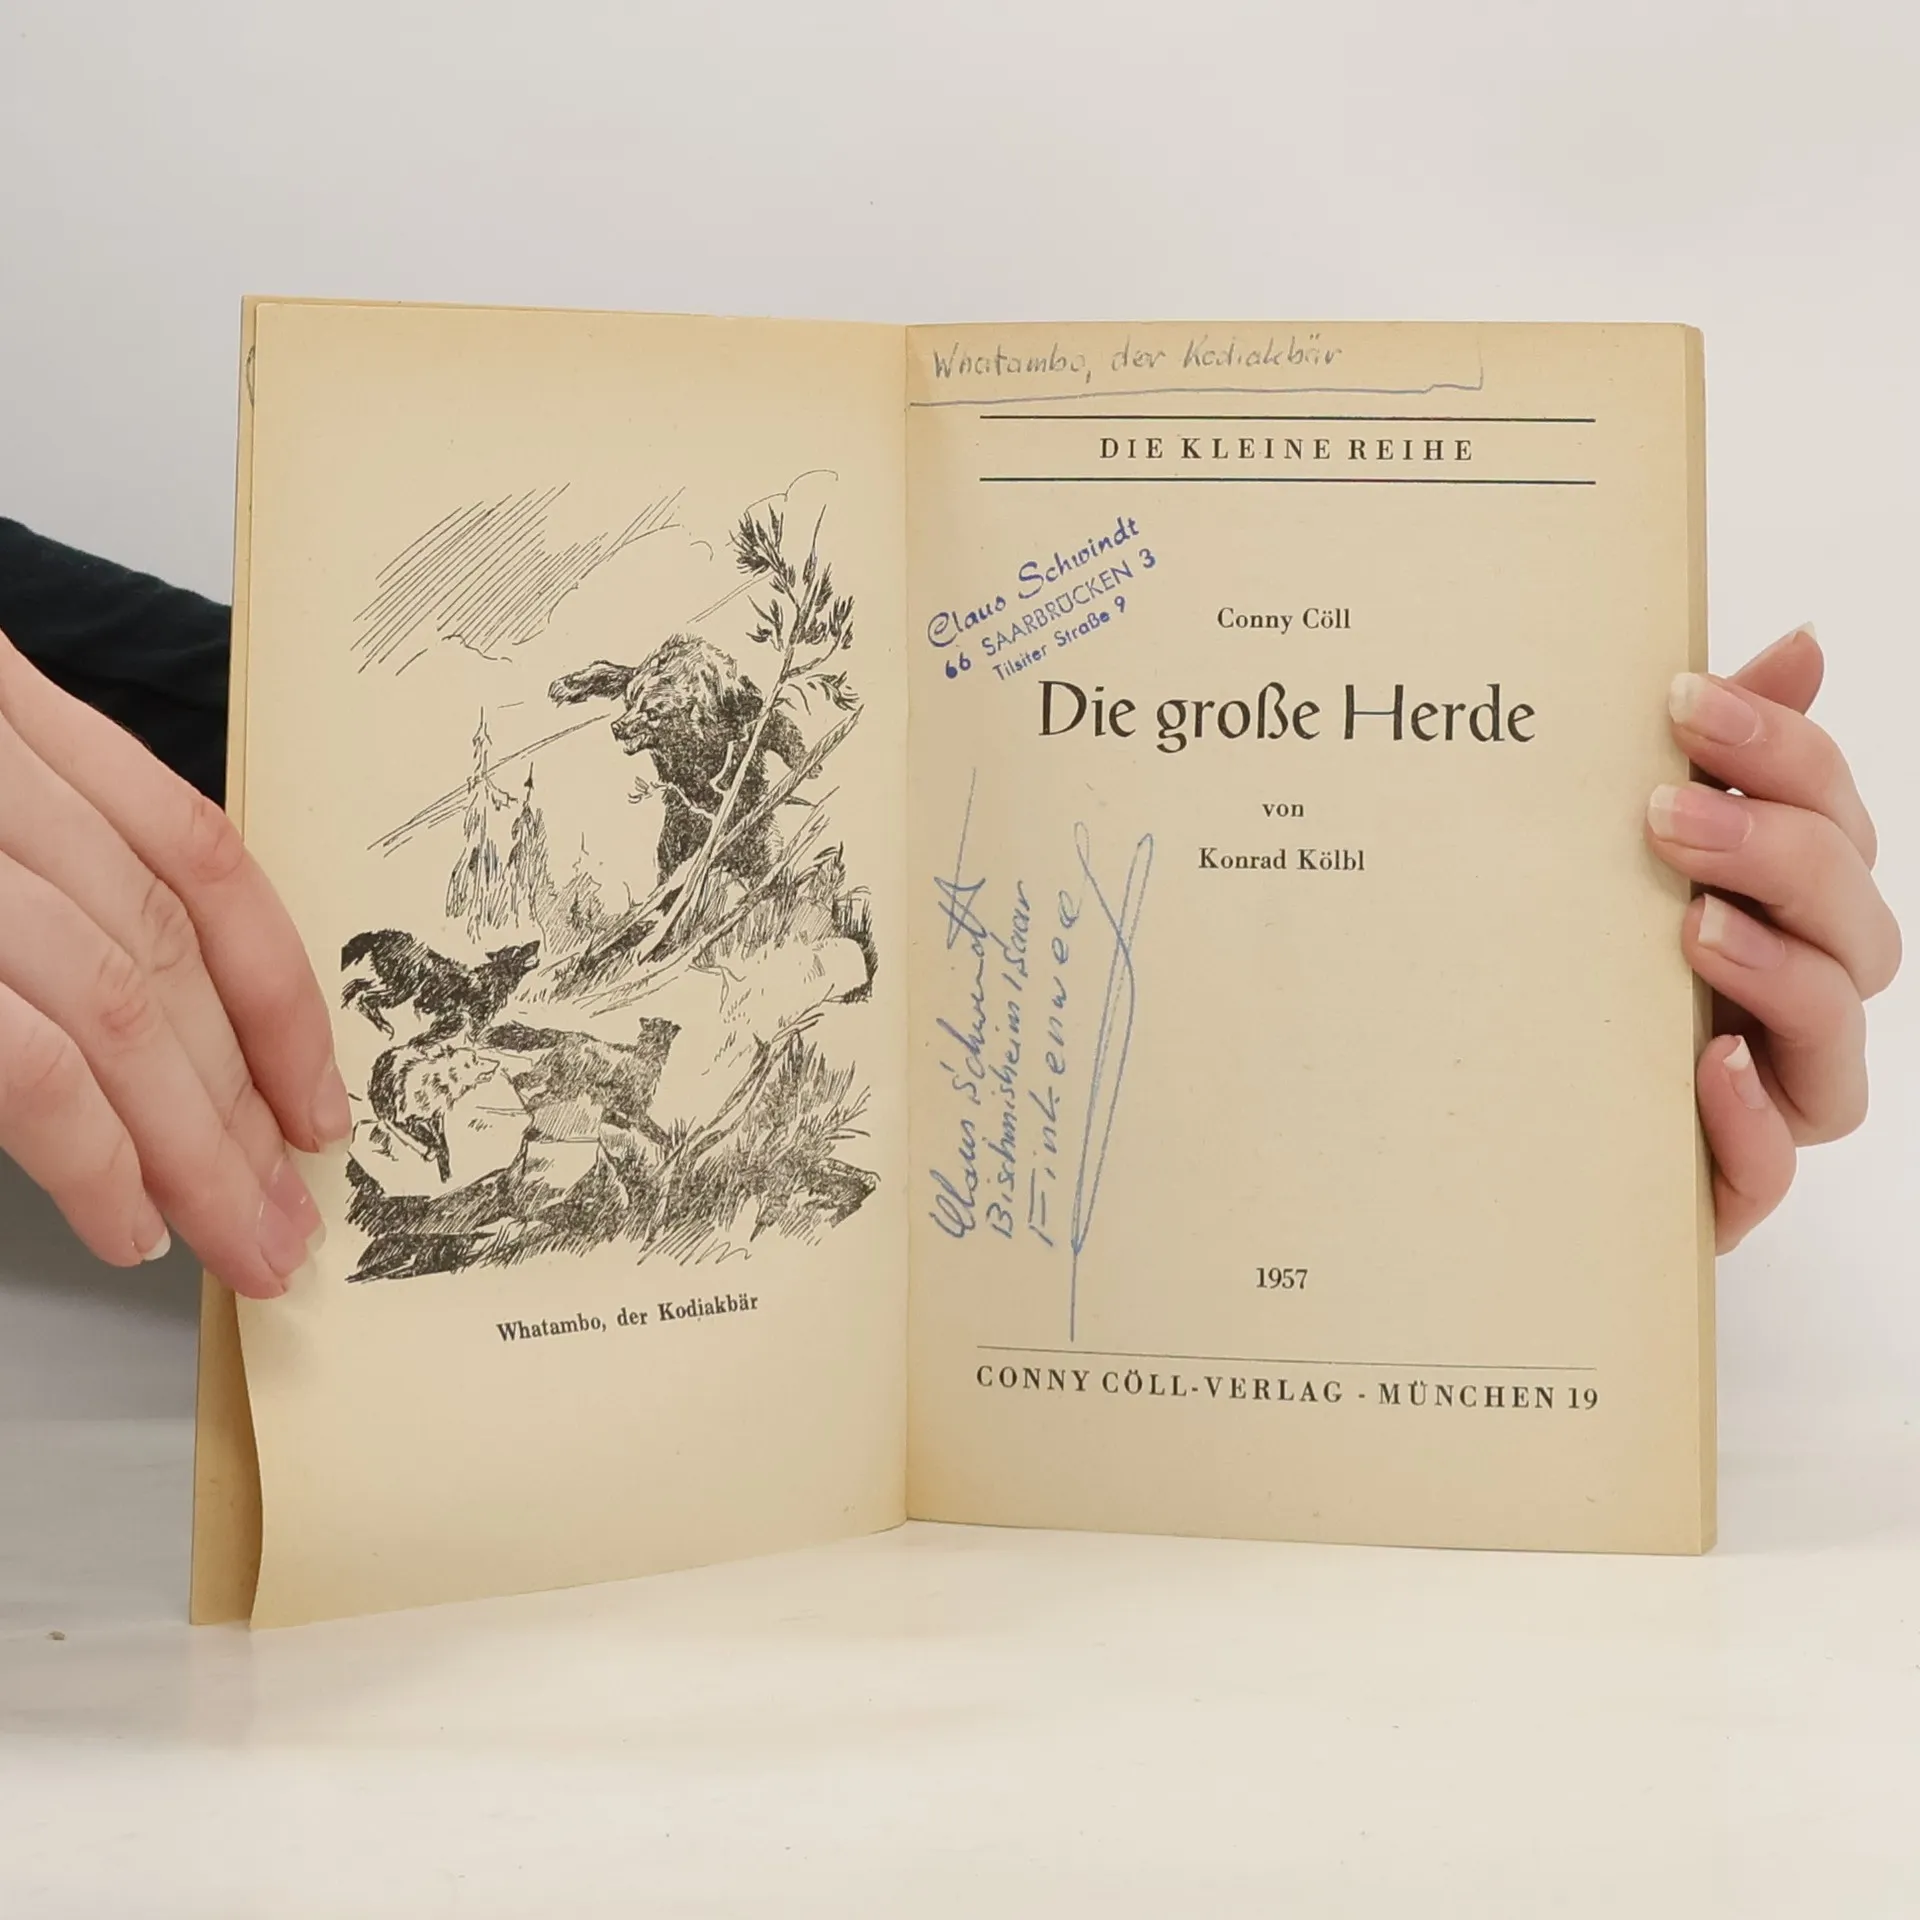 Whatambo, der Kodiakbär
Whatambo, der Kodiakbär
DIE KLEINE REIHE
Claus Schwindt
66 SAARBRÜCKEN 3
Tilsiter Straße 9
Conny Cöll
Die große Herde
von
Konrad Kölbl
Claus Schwindt
Bischmisheim/Saar
1957
CONNY CÖLL-VERLAG - MÜNCHEN 19